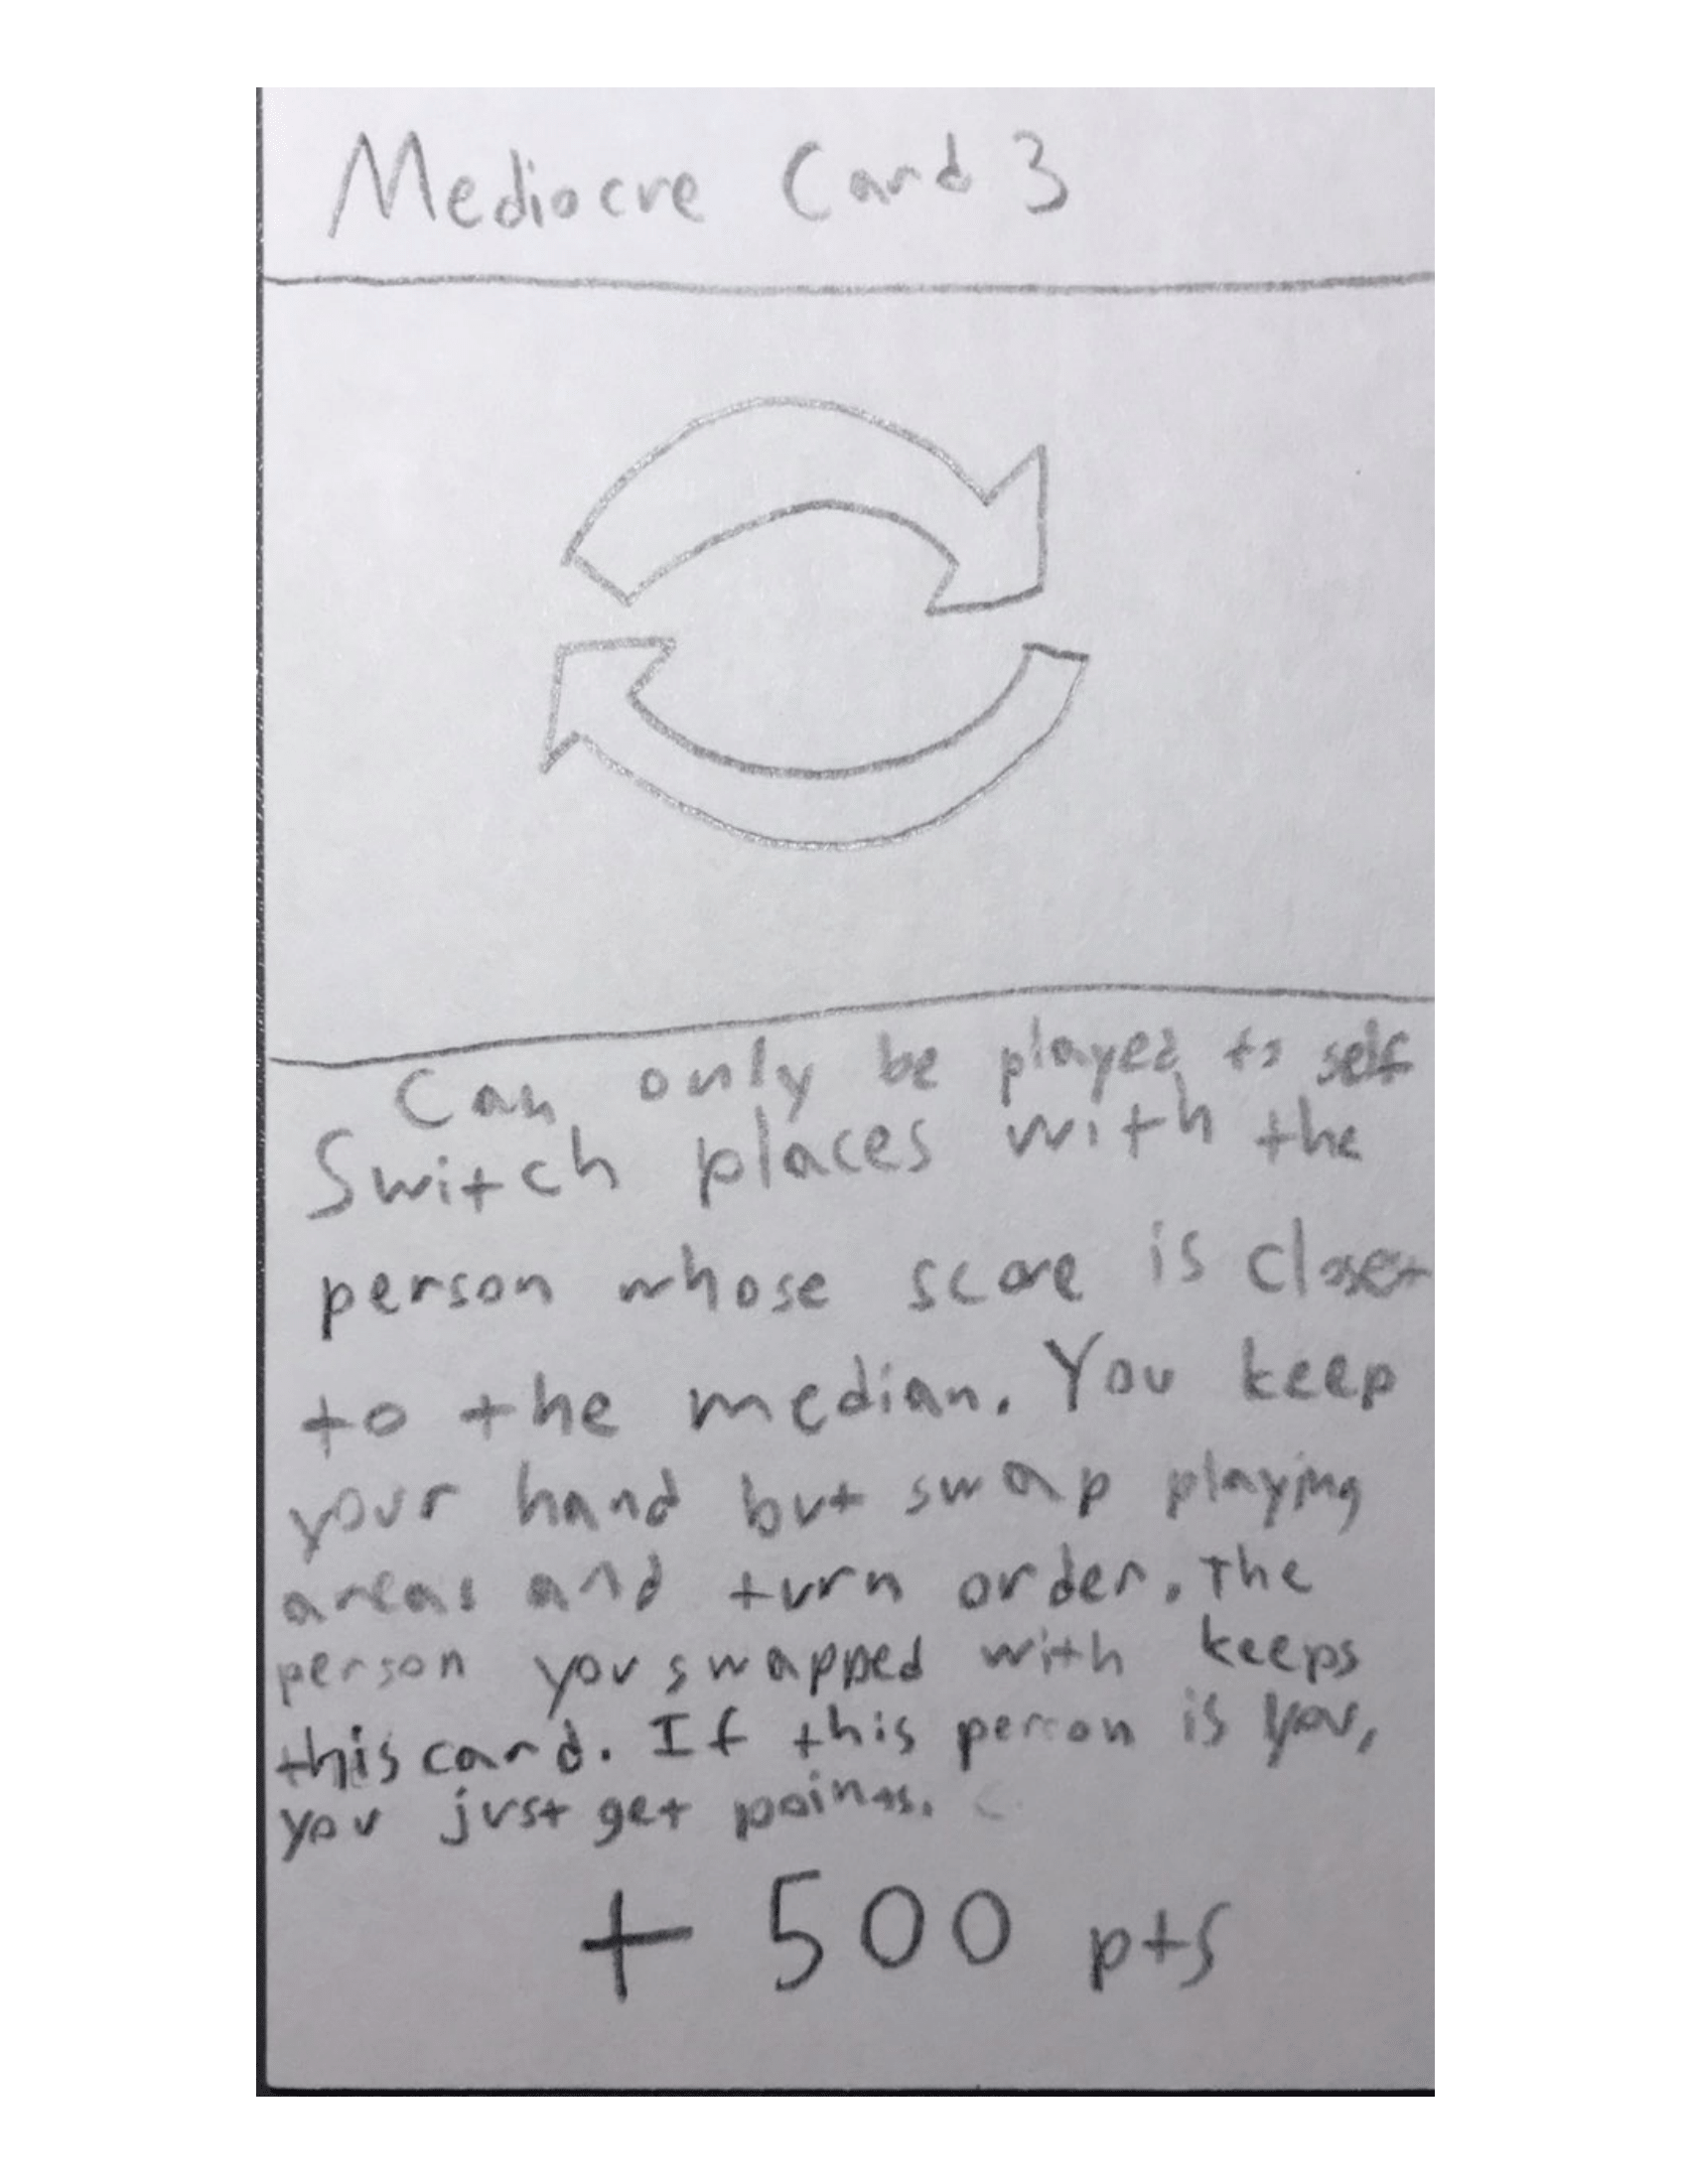 Mediocre Card 3
Can only be played to self
Switch places with the
person whose score is closest
to the median. You keep
your hand but swap playing
areas and turn order. The
person you swapped with keeps
this card. If this person is you,
you just get points.
+ 500 pts